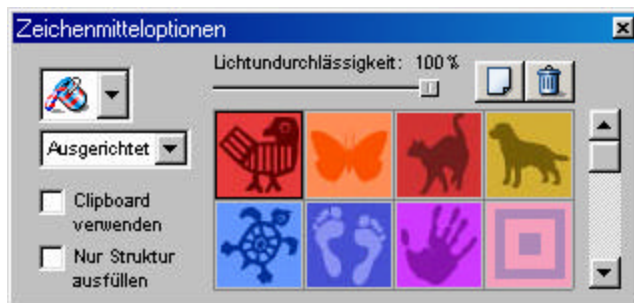 Zeichenmitteloptionen
Lichtundurchlässigkeit: 100 %
Ausgerichtet
Clipboard
verwenden
Nur Struktur
ausfüllen